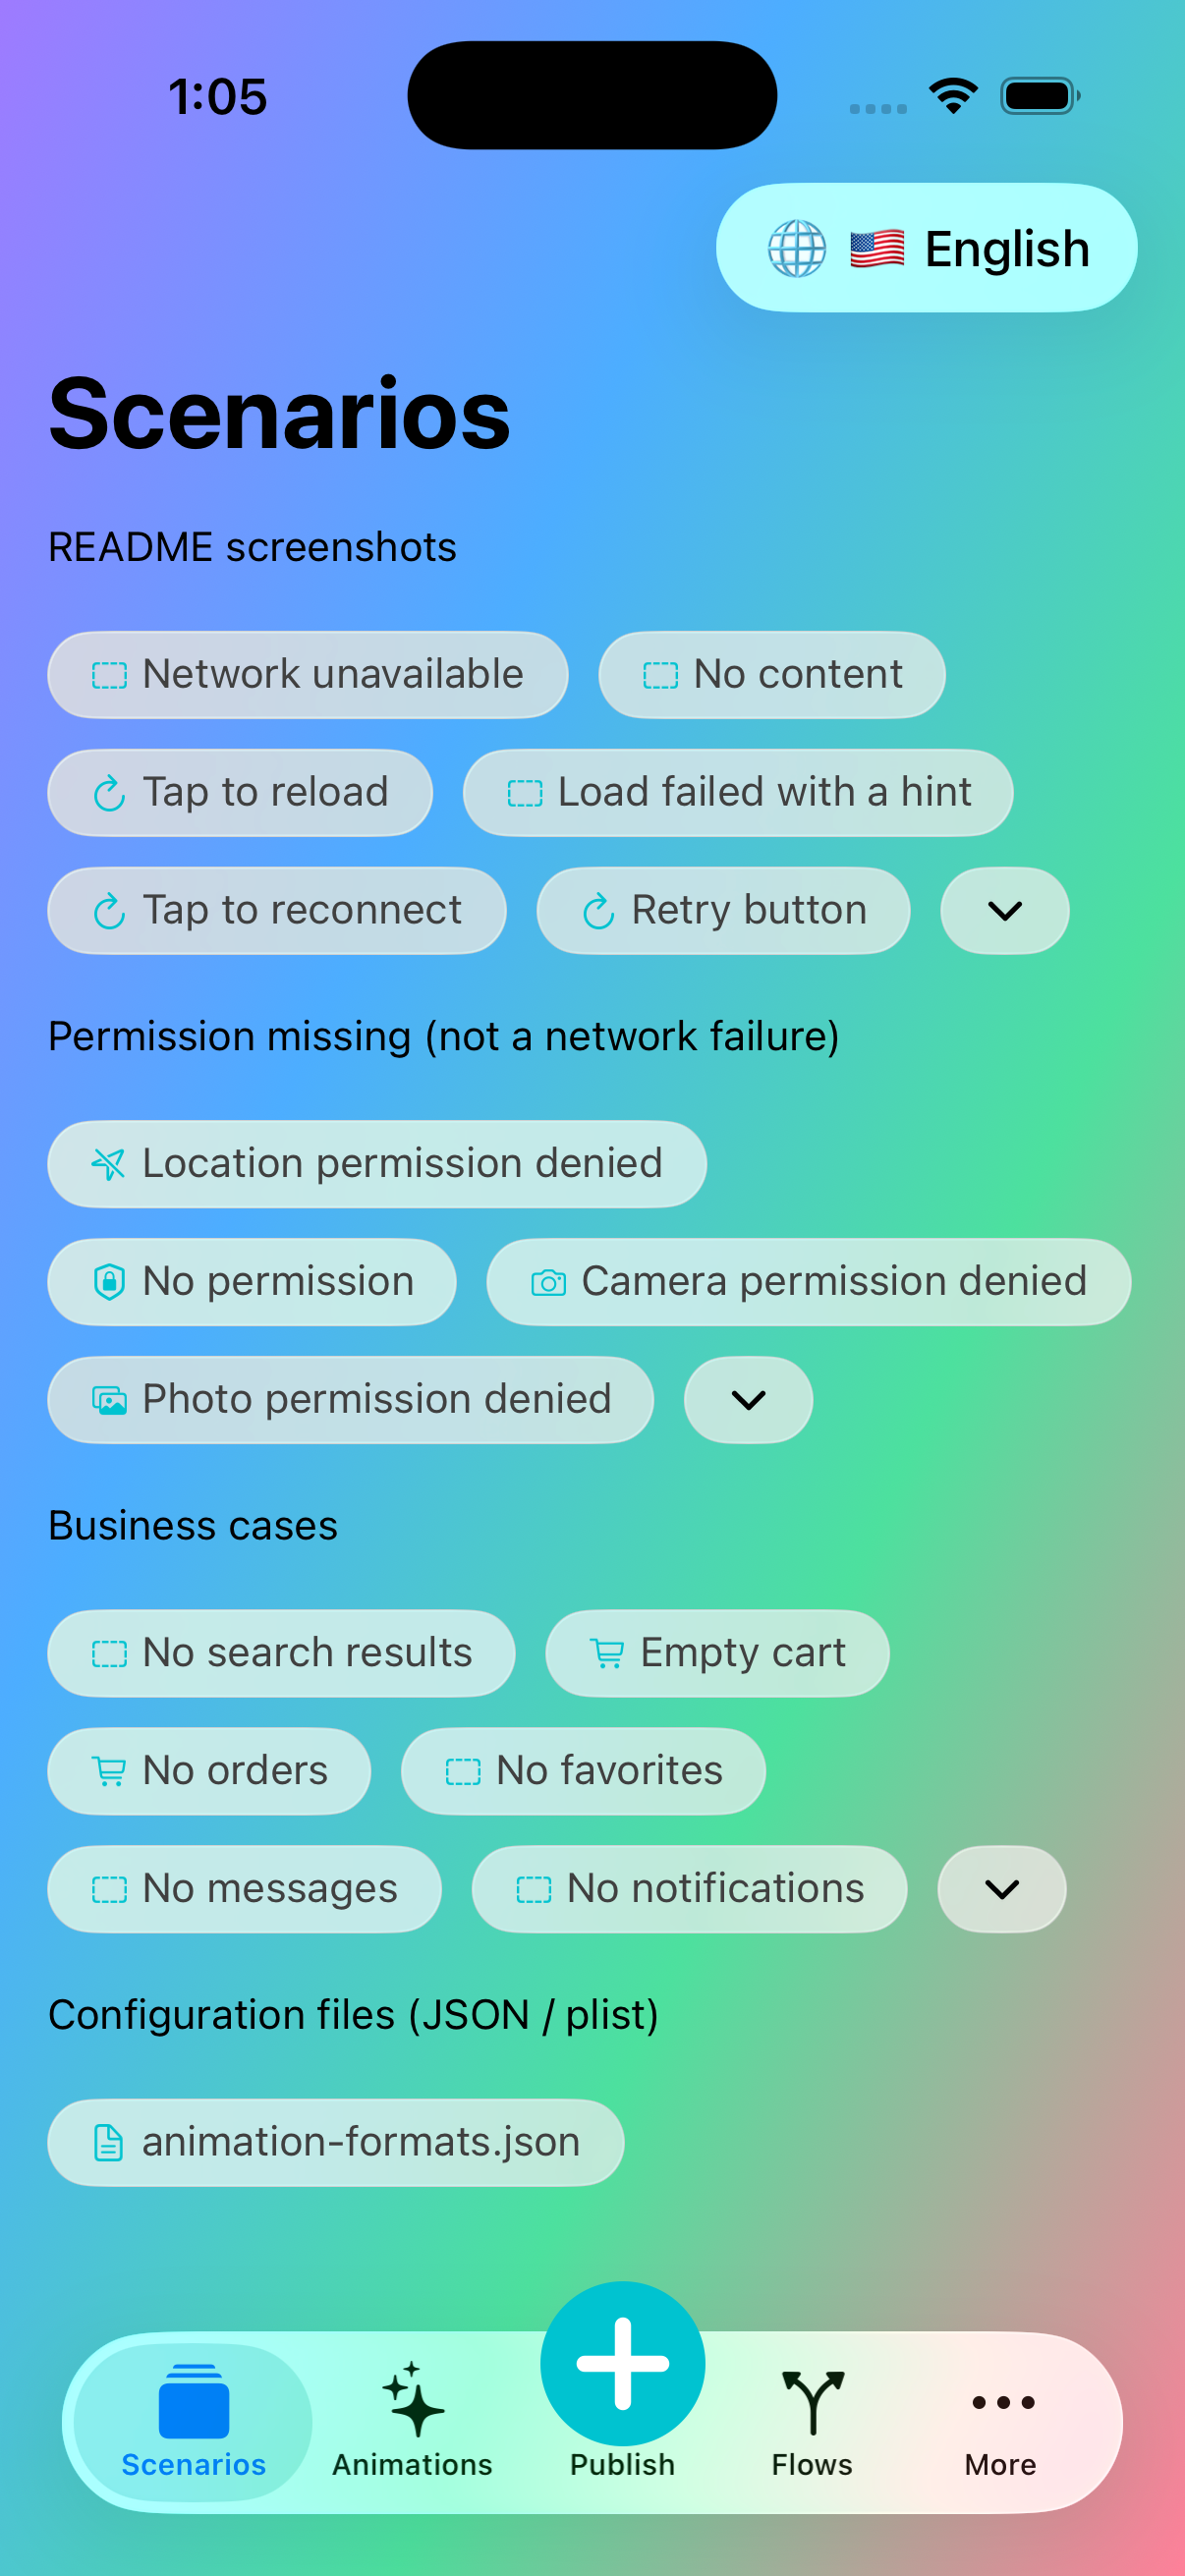 1:05
English
Scenarios
README screenshots
Network unavailable
No content
Tap to reload
Load failed with a hint
Tap to reconnect
Retry button
Permission missing (not a network failure)
Location permission denied
No permission
Camera permission denied
Photo permission denied
Business cases
No search results
Empty cart
No orders
No favorites
No messages
No notifications
Configuration files (JSON / plist)
animation-formats.json
Scenarios
Animations
Publish
Flows
More